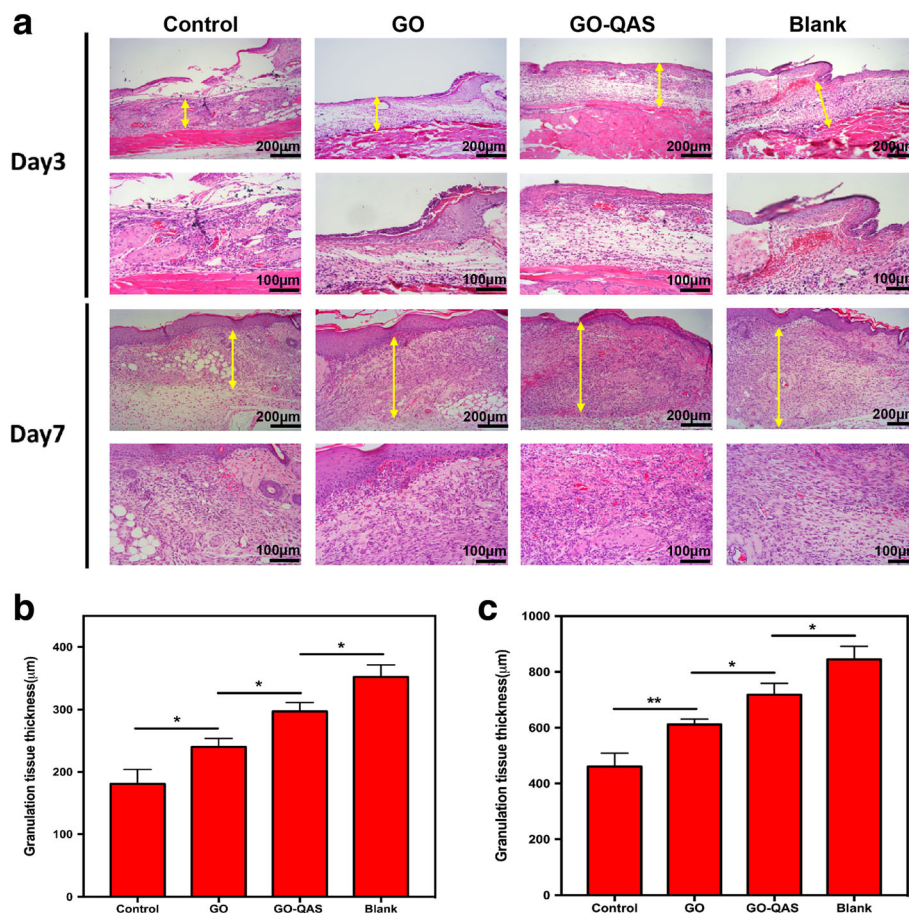 a
Control GO GO-QAS Blank
Day3
200μm 200μm 200μm 200μm
100μm 100μm 100μm 100μm
Day7
200μm 200μm 200μm 200μm
100μm 100μm 100μm 100μm
b
Granulation tissue thickness(μm)
400
300
200
100
0
*
*
*
Control GO GO-QAS Blank
c
Granulation tissue thickness(μm)
1000
800
600
400
200
0
**
*
*
Control GO GO-QAS Blank